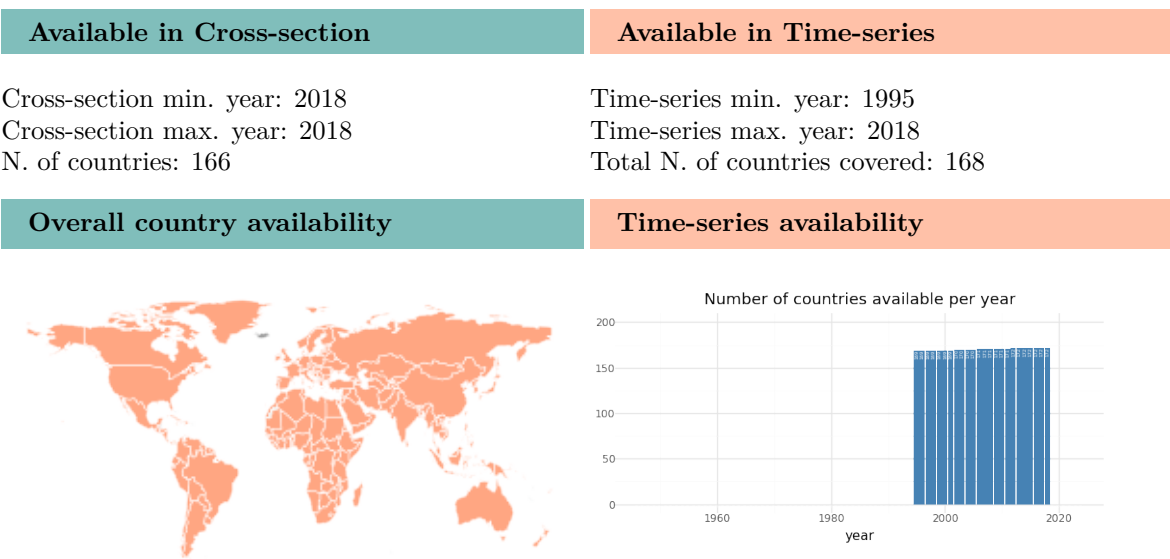 Available in Cross-section
Available in Time-series
Cross-section min. year: 2018
Cross-section max. year: 2018
N. of countries: 166
Time-series min. year: 1995
Time-series max. year: 2018
Total N. of countries covered: 168
Overall country availability
Time-series availability
Number of countries available per year
200
150
100
50
0
1960
1980
2000
2020
year